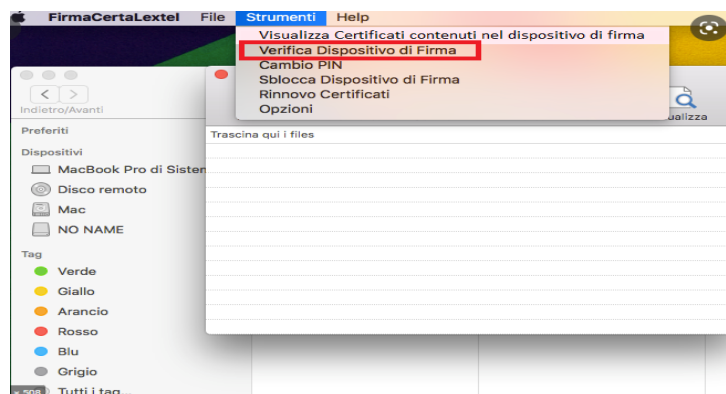 FirmaCertaLextel File Strumenti Help
Visualizza Certificati contenuti nel dispositivo di firma
Verifica Dispositivo di Firma
Cambio PIN
Sblocca Dispositivo di Firma
Rinnovo Certificati
Opzioni
Indietro/Avanti
ualizza
Preferiti
Trascina qui i files
Dispositivi
MacBook Pro di Sisten
Disco remoto
Mac
NO NAME
Tag
Verde
Giallo
Arancio
Rosso
Blu
Grigio
Tutti i tag...